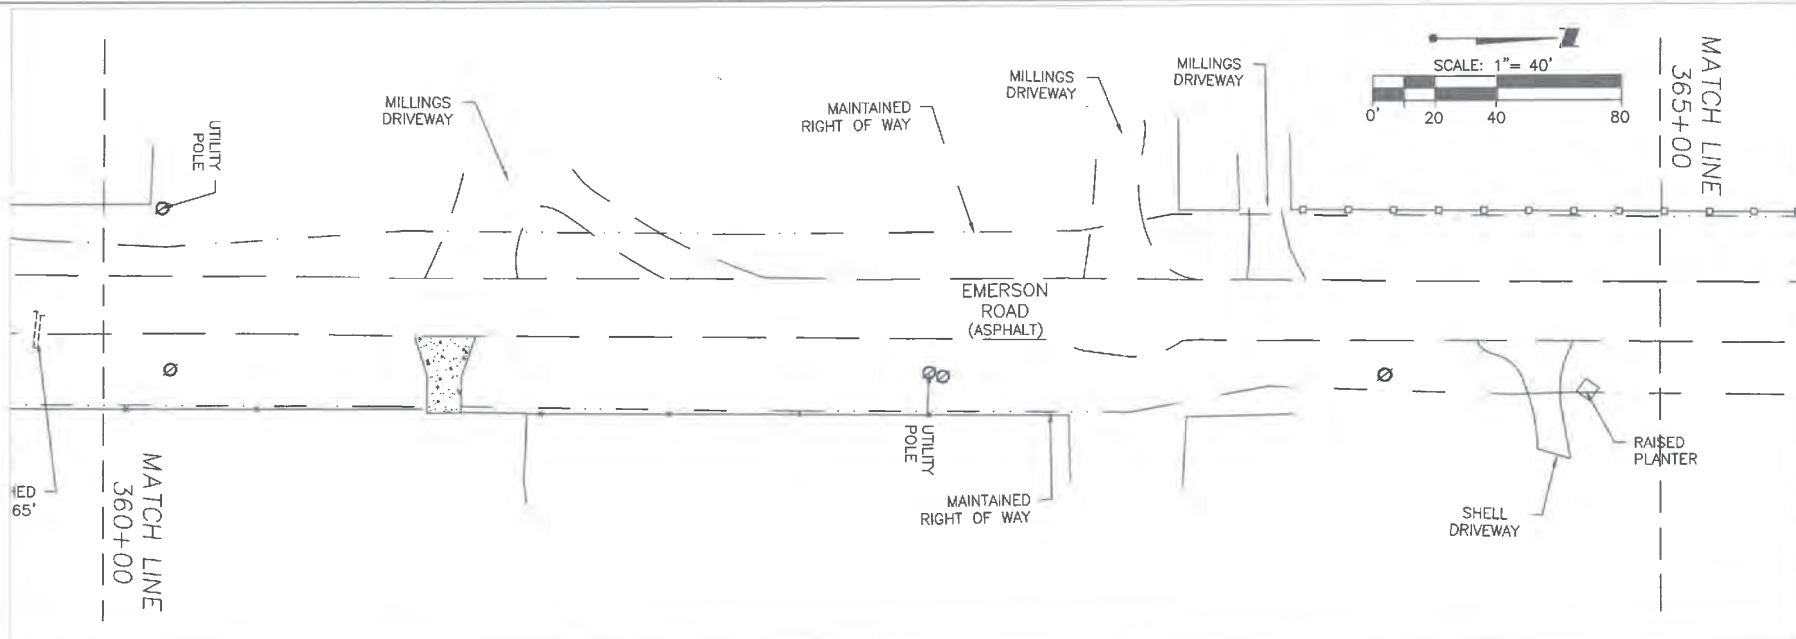 UTILITY
POLE
MILLINGS
DRIVEWAY
MAINTAINED
RIGHT OF WAY
MILLINGS
DRIVEWAY
MILLINGS
DRIVEWAY
SCALE: 1"= 40'
0'
20
40
80
MATCH LINE
365+00
EMERSON
ROAD
(ASPHALT)
MATCH LINE
360+00
UTILITY
POLE
MAINTAINED
RIGHT OF WAY
SHELL
DRIVEWAY
RAISED
PLANTER
65'